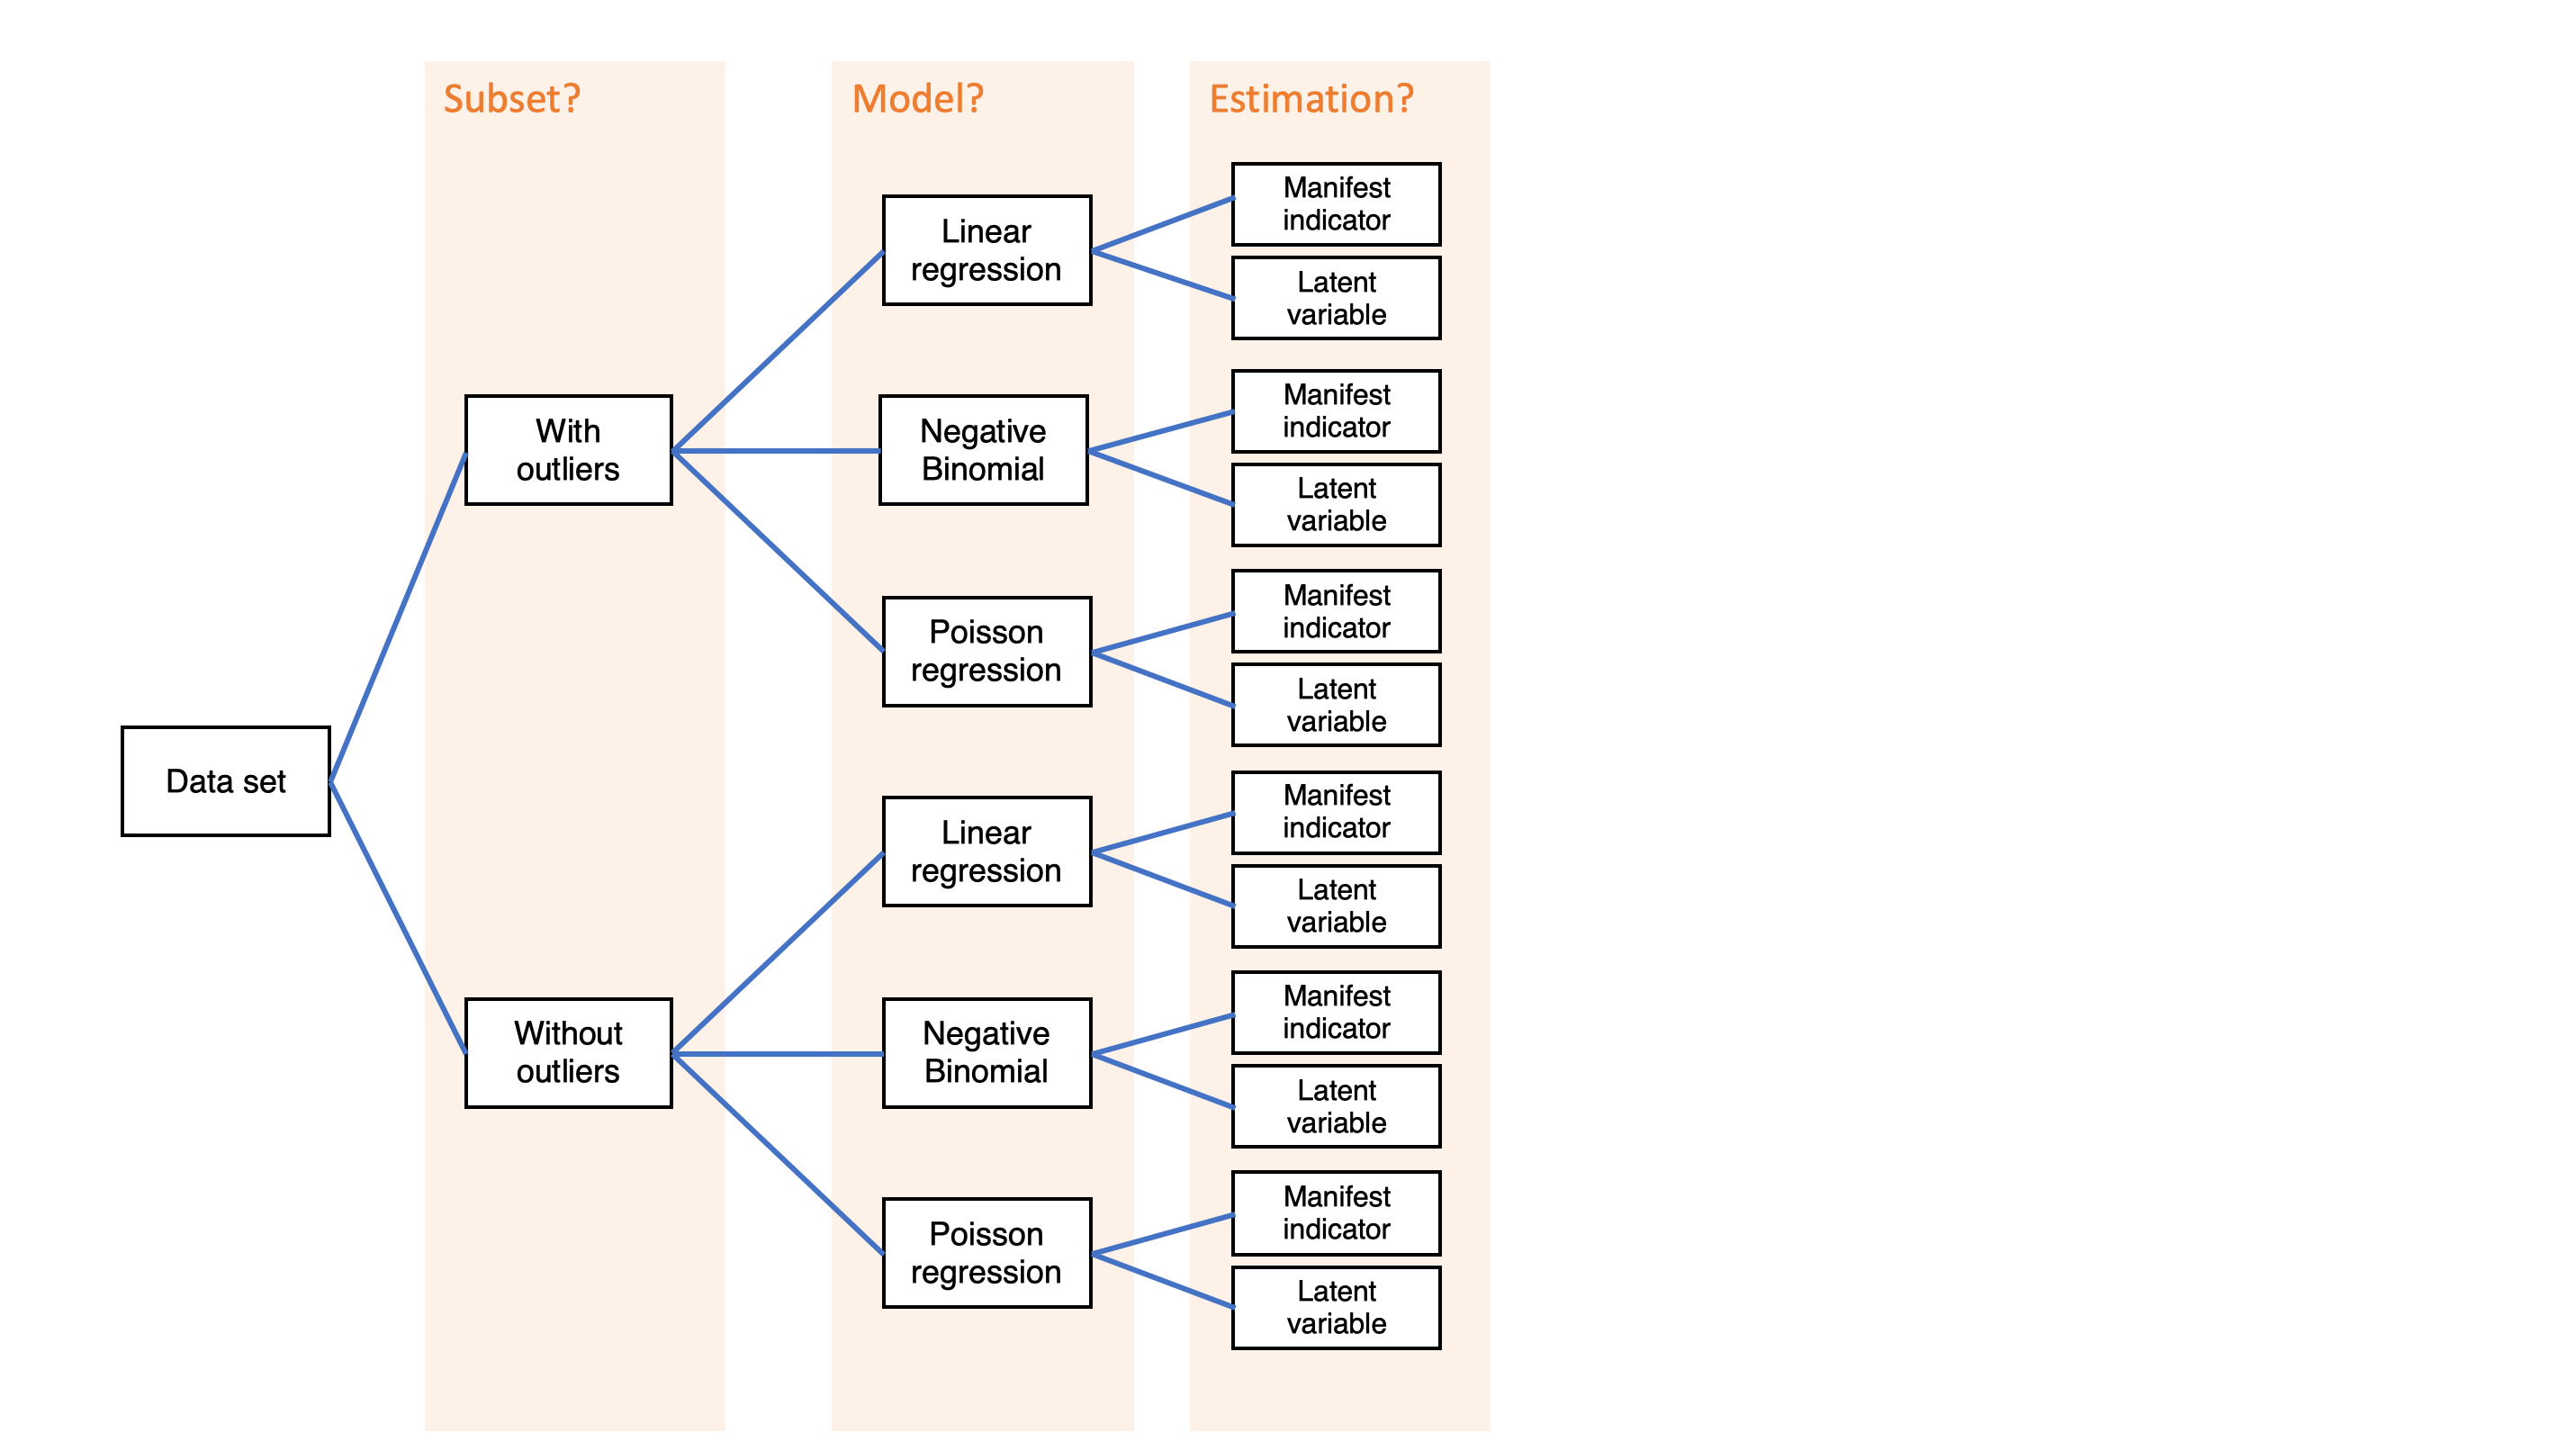 Subset?
Model?
Estimation?
Data set
With
outliers
Without
outliers
Linear
regression
Negative
Binomial
Poisson
regression
Linear
regression
Negative
Binomial
Poisson
regression
Manifest
indicator
Latent
variable
Manifest
indicator
Latent
variable
Manifest
indicator
Latent
variable
Manifest
indicator
Latent
variable
Manifest
indicator
Latent
variable
Manifest
indicator
Latent
variable